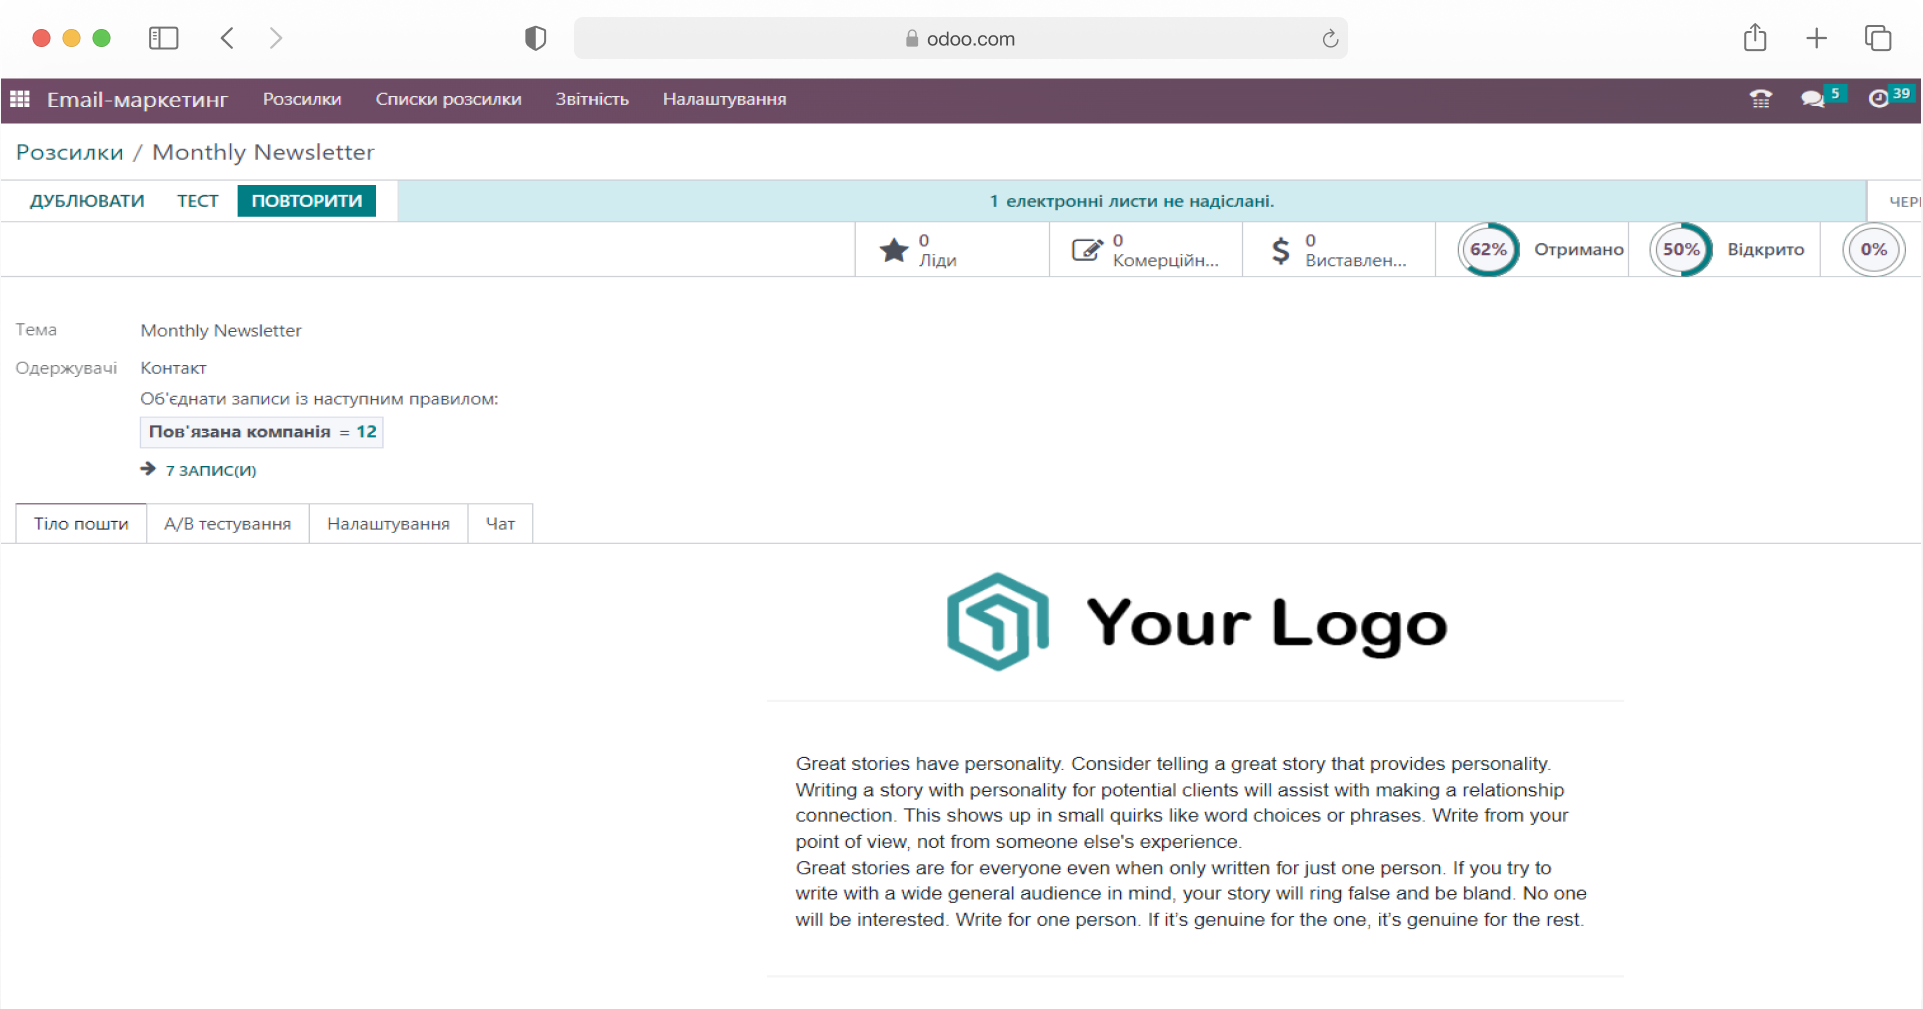 odoo.com
Email-маркетинг Розсилки Списки розсилки Звітність Налаштування 5 39
Розсилки / Monthly Newsletter
ДУБЛЮВАТИ ТЕСТ ПОВТОРИТИ 1 електронні листи не надіслані. ЧЕР
0 Ліди
0 Комерційн...
0 Виставлен...
62% Отримано
50% Відкрито
0%
Тема Monthly Newsletter
Одержувачі Контакт
Об'єднати записи із наступним правилом:
Пов'язана компанія = 12
7 ЗАПИС(И)
Тіло пошти А/В тестування Налаштування Чат
Your Logo
Great stories have personality. Consider telling a great story that provides personality.
Writing a story with personality for potential clients will assist with making a relationship
connection. This shows up in small quirks like word choices or phrases. Write from your
point of view, not from someone else's experience.
Great stories are for everyone even when only written for just one person. If you try to
write with a wide general audience in mind, your story will ring false and be bland. No one
will be interested. Write for one person. If it’s genuine for the one, it’s genuine for the rest.